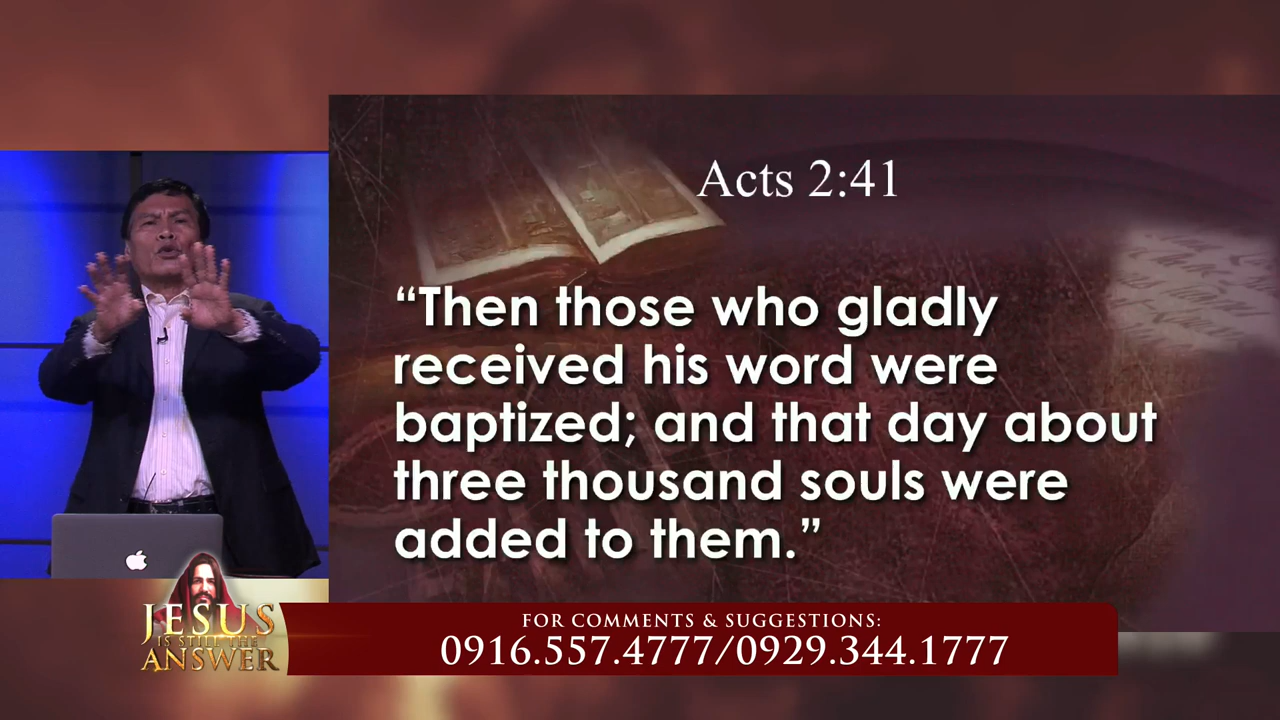 Acts 2:41
“Then those who gladly
received his word were
baptized; and that day about
three thousand souls were
added to them.”
JESUS
IS STILL THE
ANSWER
FOR COMMENTS & SUGGESTIONS:
0916.557.4777/0929.344.1777